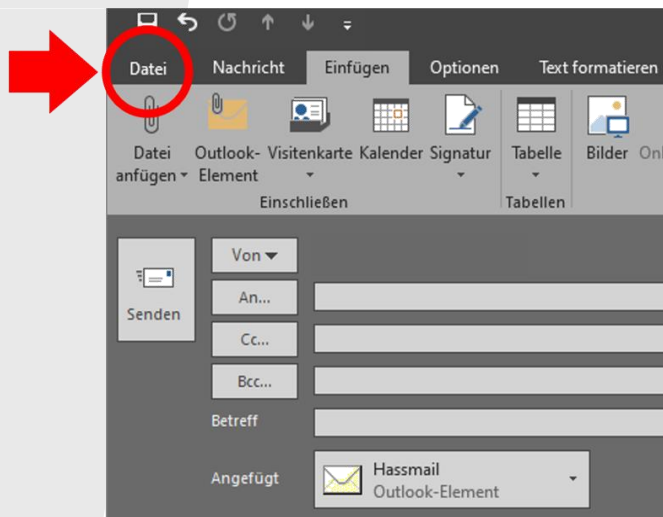 Datei Nachricht Einfügen Optionen Text formatieren
Datei Outlook- Visitenkarte Kalender Signatur Tabelle Bilder
anfügen Element
Einschließen Tabellen
Von
Senden An...
Cc...
Bcc...
Betreff
Angefügt Hassmail
Outlook-Element